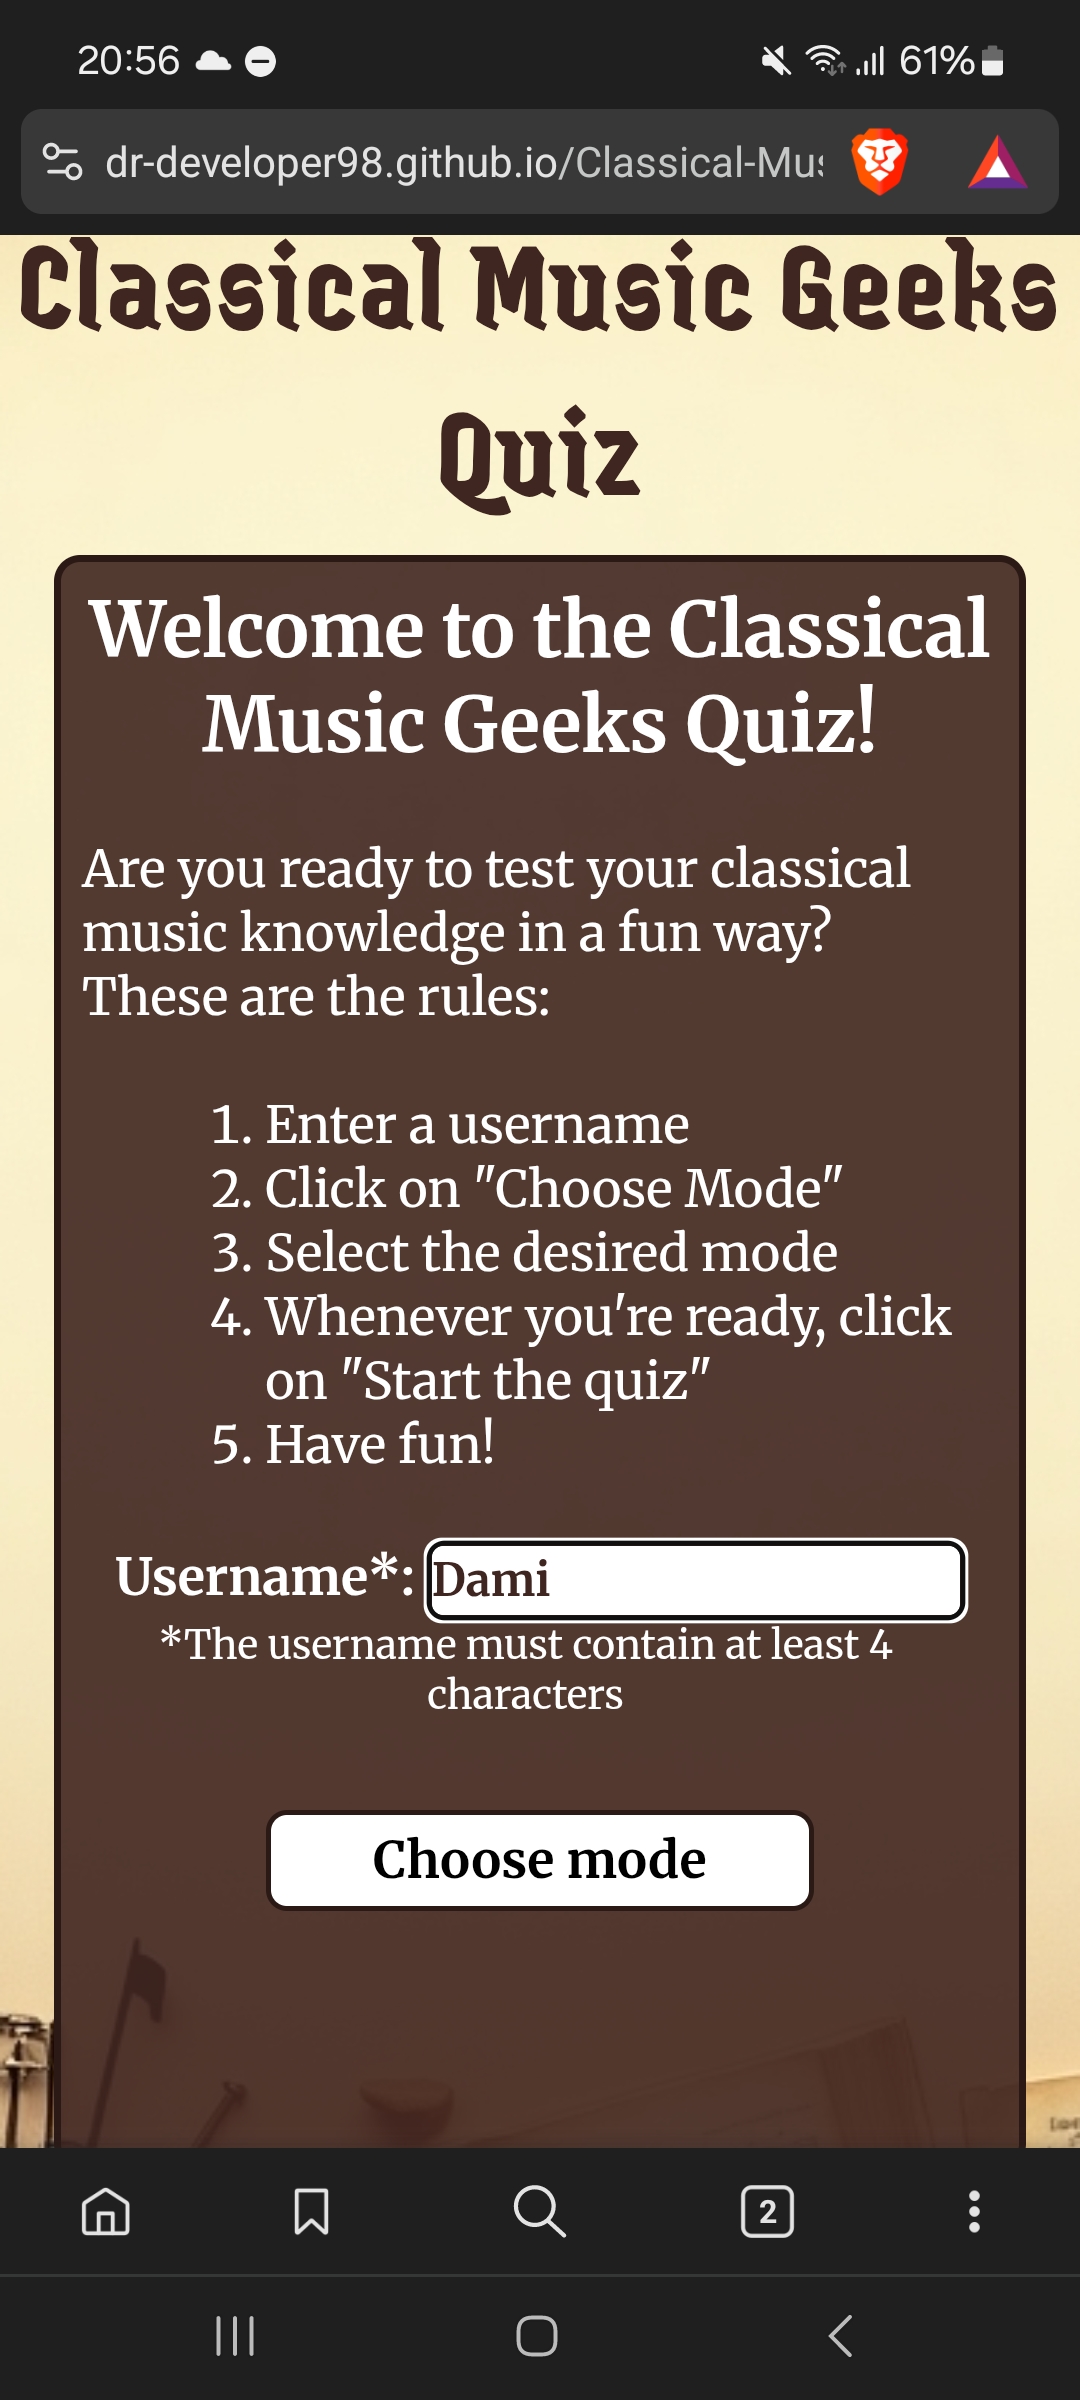 20:56 61%
dr-developer98.github.io/Classical-Mus
Classical Music Geeks
Quiz
Welcome to the Classical
Music Geeks Quiz!
Are you ready to test your classical
music knowledge in a fun way?
These are the rules:
1. Enter a username
2. Click on "Choose Mode"
3. Select the desired mode
4. Whenever you're ready, click
on "Start the quiz"
5. Have fun!
Username*: Dami
*The username must contain at least 4
characters
Choose mode
2